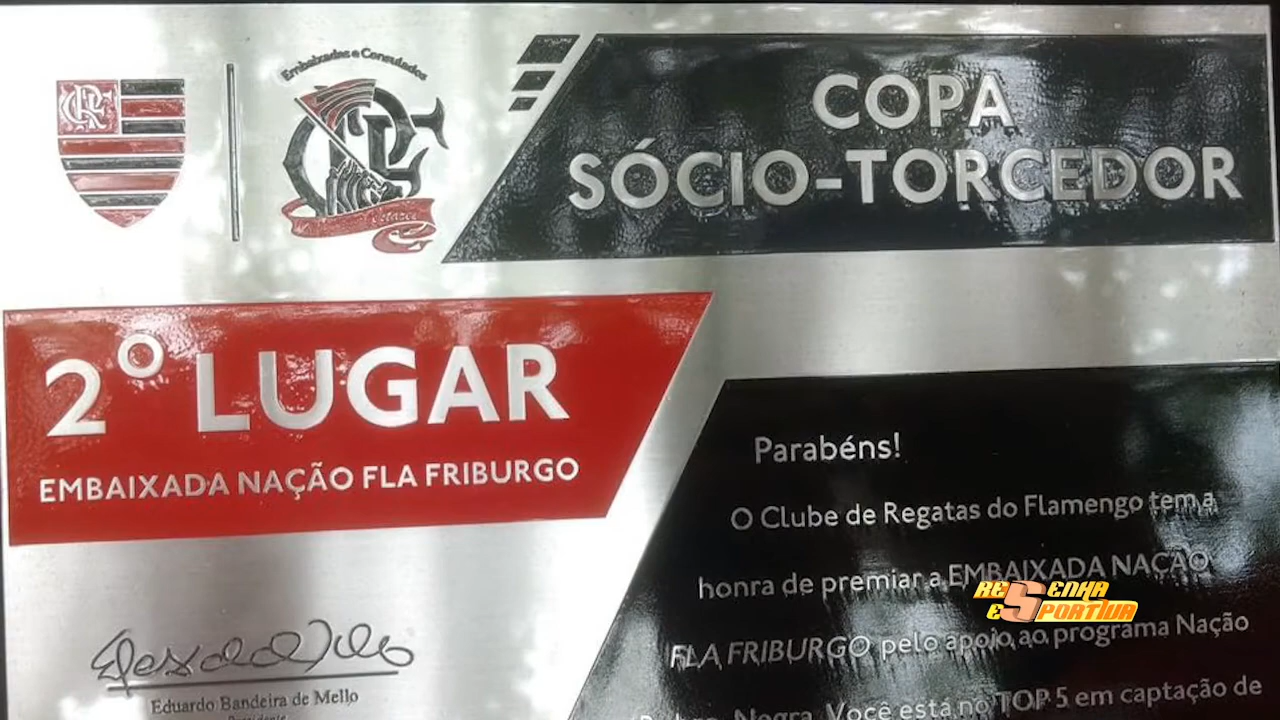 Embaixadas e Consulados
COPA
SÓCIO-TORCEDOR
2º LUGAR
EMBAIXADA NAÇÃO FLA FRIBURGO
Parabéns!
O Clube de Regatas do Flamengo tem a
honra de premiar a EMBAIXADA NAÇÃO
FLA FRIBURGO pelo apoio ao programa Nação
Negra. Você está no TOP 5 em captação de
Eduardo Bandeira de Mello
Presidente
RESENHA
ESPORTIVA